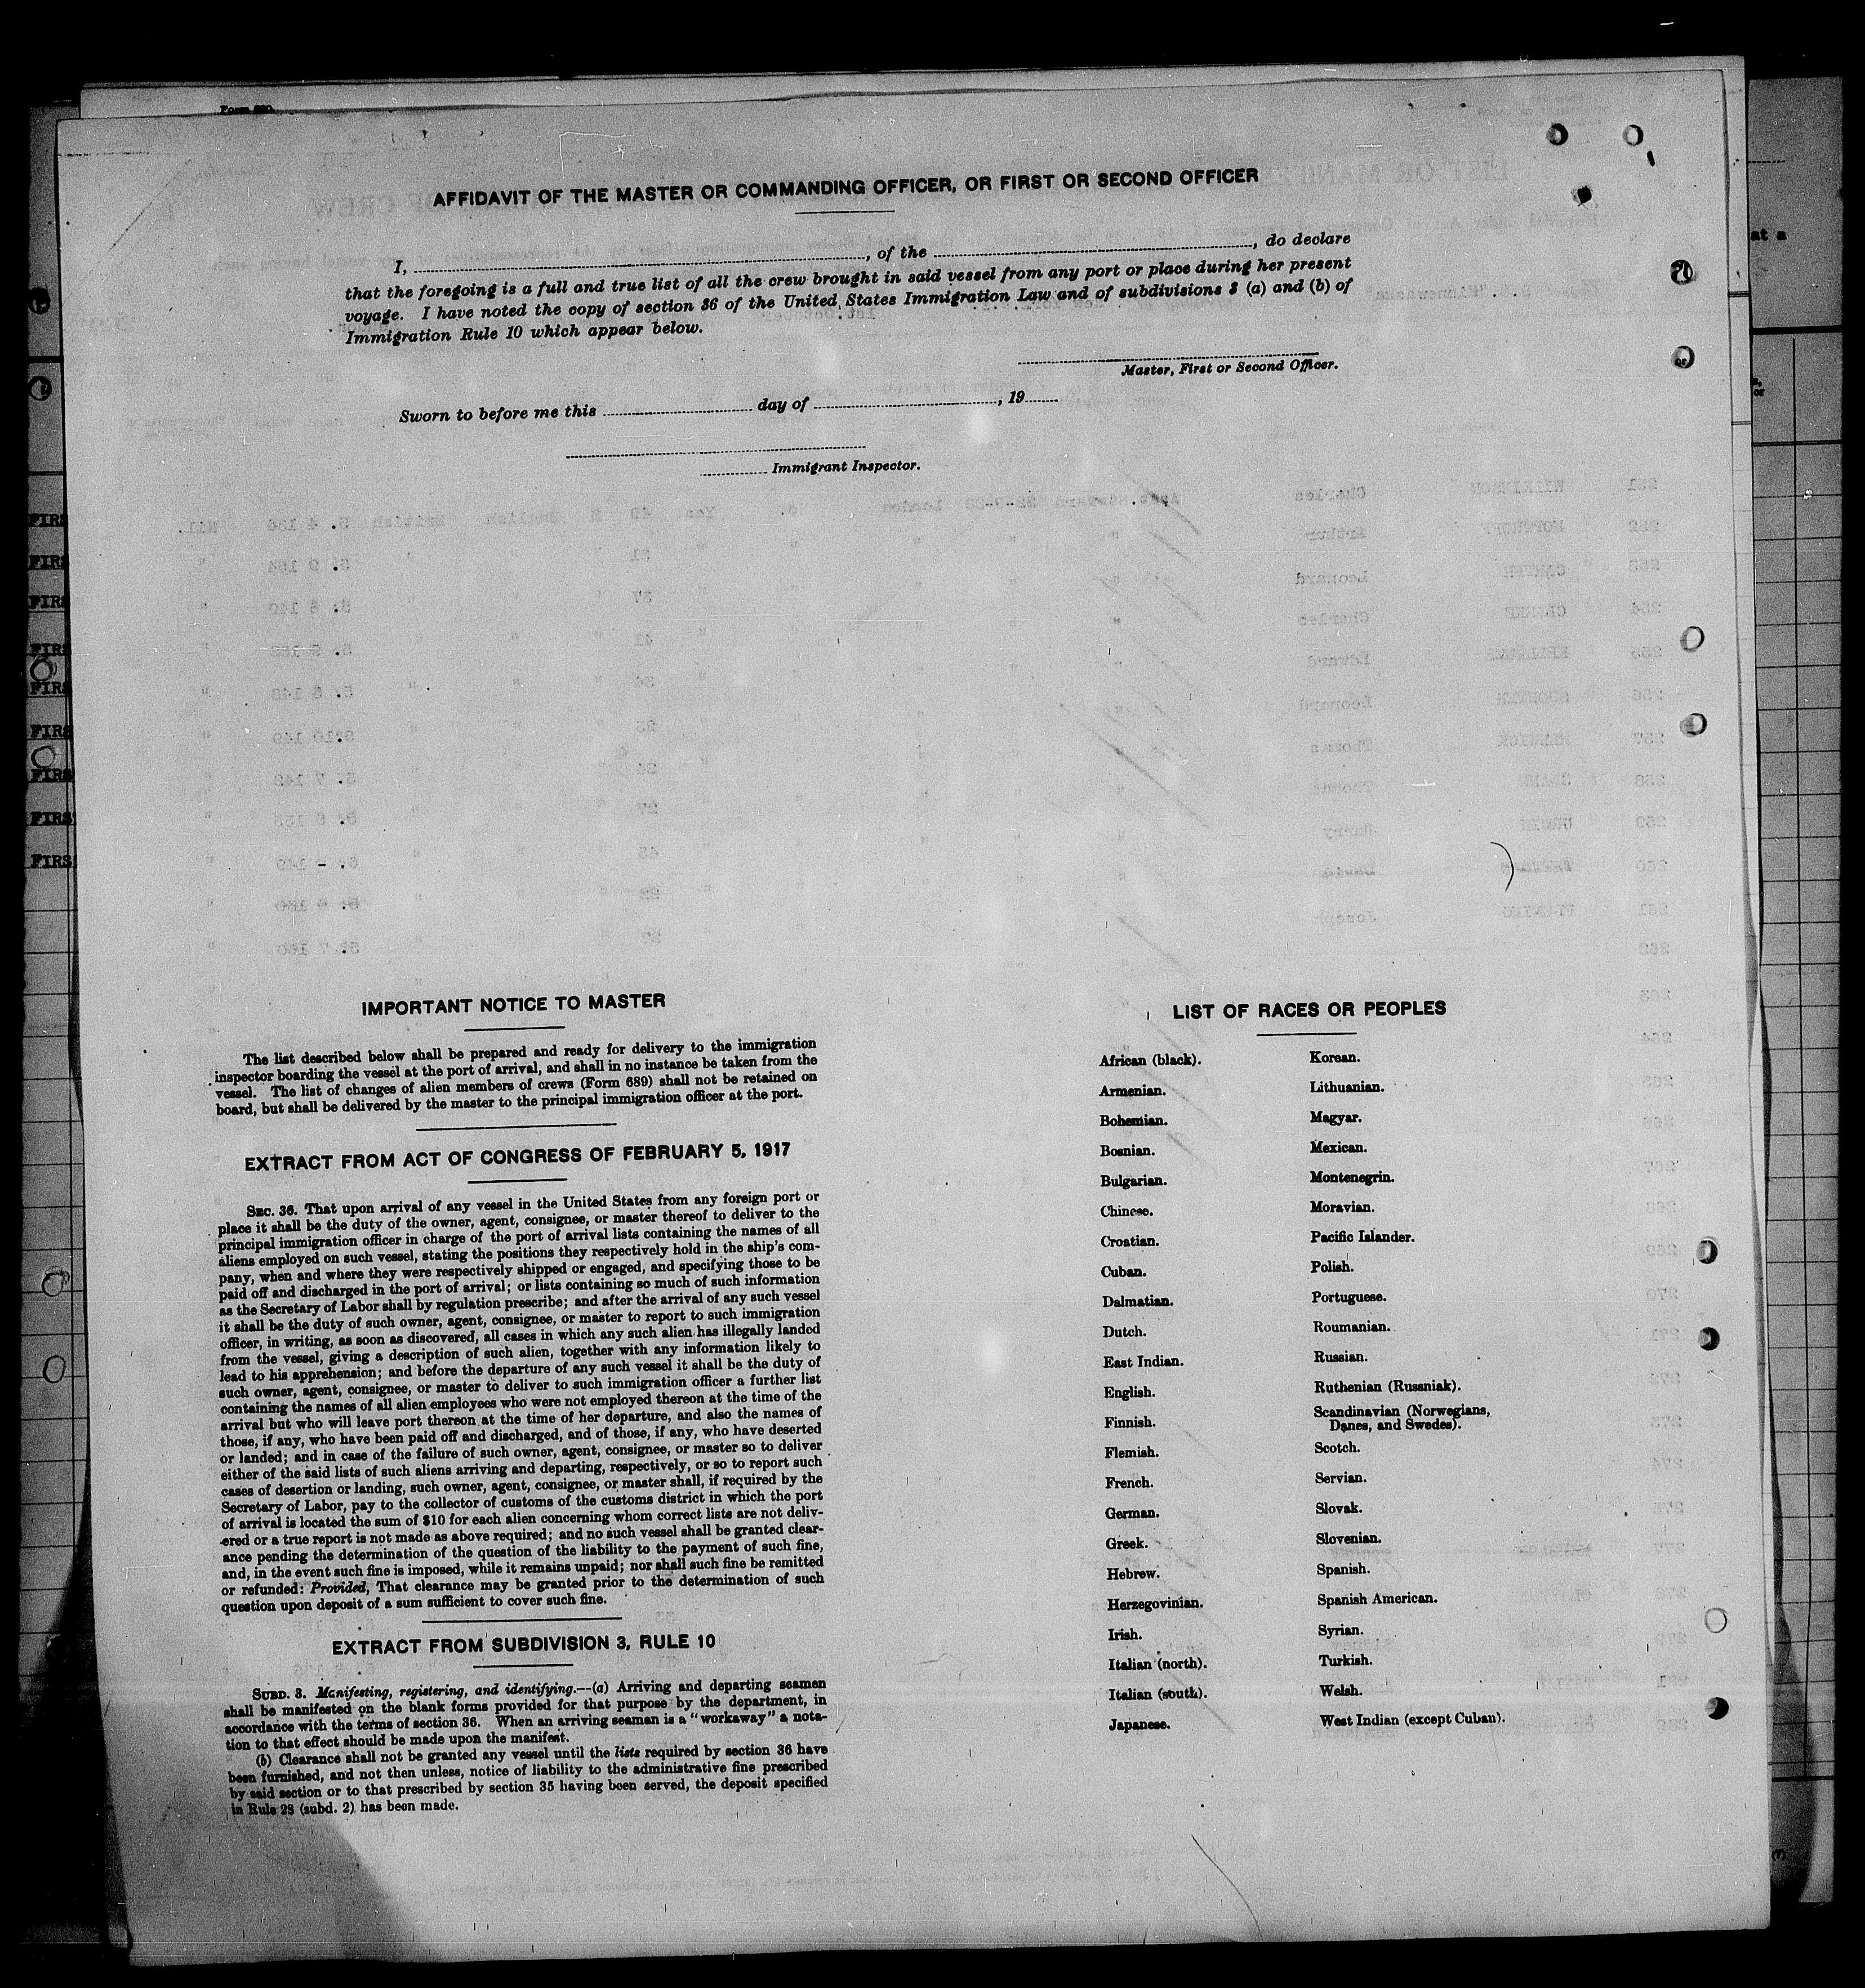 AFFIDAVIT OF THE MASTER OR COMMANDING OFFICER, OR FIRST OR SECOND OFFICER
I, , of the , do declare
that the foregoing is a full and true list of all the crew brought in said vessel from any port or place during her present
voyage. I have noted the copy of section 36 of the United States Immigration Law and of subdivisions 3 (a) and (b) of
Immigration Rule 10 which appear below.
Master, First or Second Officer.
Sworn to before me this day of , 19
Immigrant Inspector.
IMPORTANT NOTICE TO MASTER
The list described below shall be prepared and ready for delivery to the immigration
inspector boarding the vessel at the port of arrival, and shall in no instance be taken from the
vessel. The list of changes of alien members of crews (Form 689) shall not be retained on
board, but shall be delivered by the master to the principal immigration officer at the port.
EXTRACT FROM ACT OF CONGRESS OF FEBRUARY 5, 1917
SEC. 36. That upon arrival of any vessel in the United States from any foreign port or
place it shall be the duty of the owner, agent, consignee, or master thereof to deliver to the
principal immigration officer in charge of the port of arrival lists containing the names of all
aliens employed on such vessel, stating the positions they respectively hold in the ship's com-
pany, when and where they were respectively shipped or engaged, and specifying those to be
paid off and discharged in the port of arrival; or lists containing so much of such information
as the Secretary of Labor shall by regulation prescribe; and after the arrival of any such vessel
it shall be the duty of such owner, agent, consignee, or master to report to such immigration
officer, in writing, as soon as discovered, all cases in which any such alien has illegally landed
from the vessel, giving a description of such alien, together with any information likely to
lead to his apprehension; and before the departure of any such vessel it shall be the duty of
such owner, agent, consignee, or master to deliver to such immigration officer a further list
containing the names of all alien employees who were not employed thereon at the time of the
arrival but who will leave port thereon at the time of her departure, and also the names of
those, if any, who have been paid off and discharged, and of those, if any, who have deserted
or landed; and in case of the failure of such owner, agent, consignee, or master so to deliver
either of the said lists of such aliens arriving and departing, respectively, or so to report such
cases of desertion or landing, such owner, agent, consignee, or master shall, if required by the
Secretary of Labor, pay to the collector of customs of the customs district in which the port
of arrival is located the sum of $10 for each alien concerning whom correct lists are not deliv-
ered or a true report is not made as above required; and no such vessel shall be granted clear-
ance pending the determination of the question of the liability to the payment of such fine,
and, in the event such fine is imposed, while it remains unpaid; nor shall such fine be remitted
or refunded: Provided, That clearance may be granted prior to the determination of such
question upon deposit of a sum sufficient to cover such fine.
EXTRACT FROM SUBDIVISION 3, RULE 10
SUBD. 3. Manifesting, registering, and identifying.—(a) Arriving and departing seamen
shall be manifested on the blank forms provided for that purpose by the department, in
accordance with the terms of section 36. When an arriving seaman is a "workaway" a nota-
tion to that effect should be made upon the manifest.
(b) Clearance shall not be granted any vessel until the lists required by section 36 have
been furnished, and not then unless, notice of liability to the administrative fine prescribed
by said section or to that prescribed by section 35 having been served, the deposit specified
in Rule 28 (subd. 2) has been made.
LIST OF RACES OR PEOPLES
African (black).
Armenian.
Bohemian.
Bosnian.
Bulgarian.
Chinese.
Croatian.
Cuban.
Dalmatian.
Dutch.
East Indian.
English.
Finnish.
Flemish.
French.
German.
Greek.
Hebrew.
Herzegovinian.
Irish.
Italian (north).
Italian (south).
Japanese.
Korean.
Lithuanian.
Magyar.
Mexican.
Montenegrin.
Moravian.
Pacific Islander.
Polish.
Portuguese.
Roumanian.
Russian.
Ruthenian (Russniak).
Scandinavian (Norwegians,
Danes, and Swedes).
Scotch.
Servian.
Slovak.
Slovenian.
Spanish.
Spanish American.
Syrian.
Turkish.
Welsh.
West Indian (except Cuban).